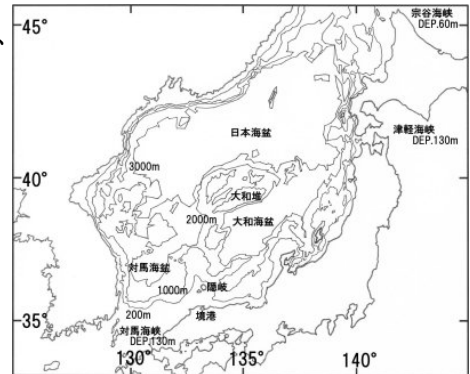 45°
宗谷海峡
DEP.60m
日本海盆
津軽海峡
DEP.130m
3000m
40°
大和堆
2000m
大和海盆
対馬海盆
1000m
隠岐
200m
境港
35°
対馬海峡
DEP.130m
130°
135°
140°